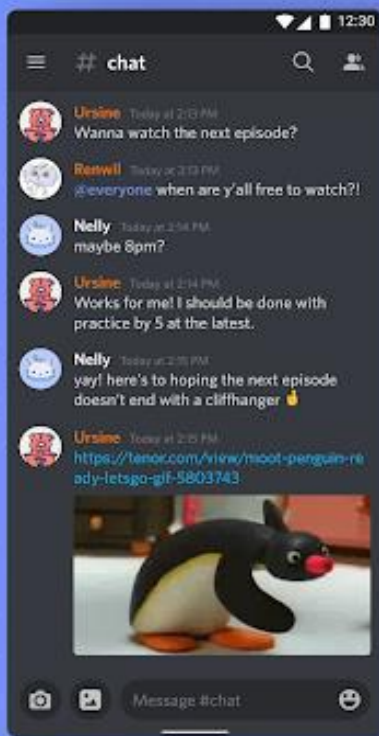 12:30
# chat
Ursine Today at 2:13 PM
Wanna watch the next episode?
Renwil Today at 2:13 PM
@everyone when are y'all free to watch?!
Nelly Today at 2:14 PM
maybe 8pm?
Ursine Today at 2:14 PM
Works for me! I should be done with
practice by 5 at the latest.
Nelly Today at 2:15 PM
yay! here's to hoping the next episode
doesn't end with a cliffhanger
Ursine Today at 2:15 PM
https://tenor.com/view/moot-penguin-re
ady-letsgo-gif-5803743
Message #chat